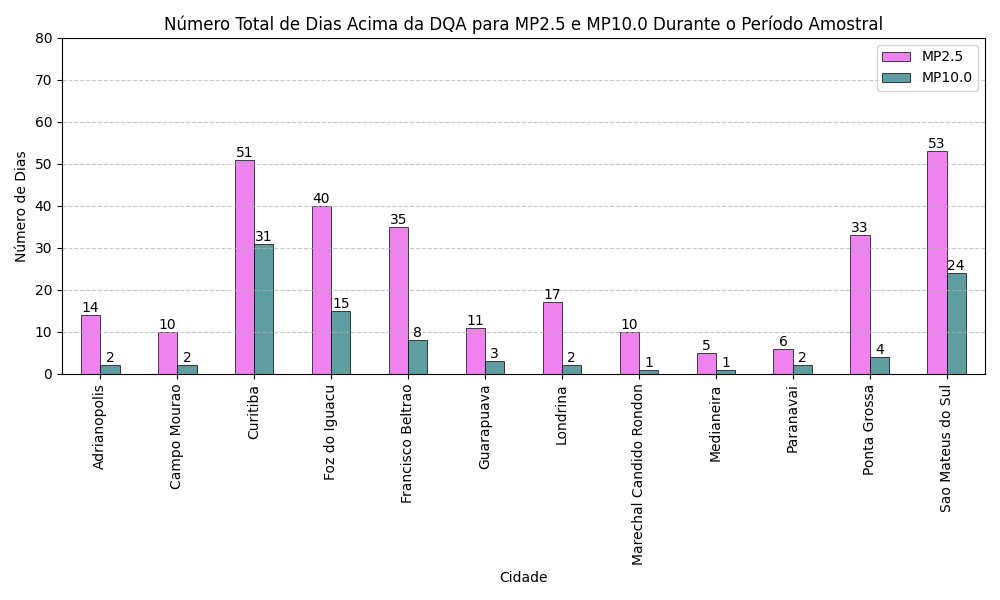 Número Total de Dias Acima da DQA para MP2.5 e MP10.0 Durante o Período Amostral
MP2.5
MP10.0
Número de Dias
80
70
60
50
40
30
20
10
0
14
2
10
2
51
31
40
15
35
8
11
3
17
2
10
1
5
1
6
2
33
4
53
24
Adrianopolis
Campo Mourao
Curitiba
Foz do Iguacu
Francisco Beltrao
Guarapuava
Londrina
Marechal Candido Rondon
Medianeira
Paranavai
Ponta Grossa
Sao Mateus do Sul
Cidade